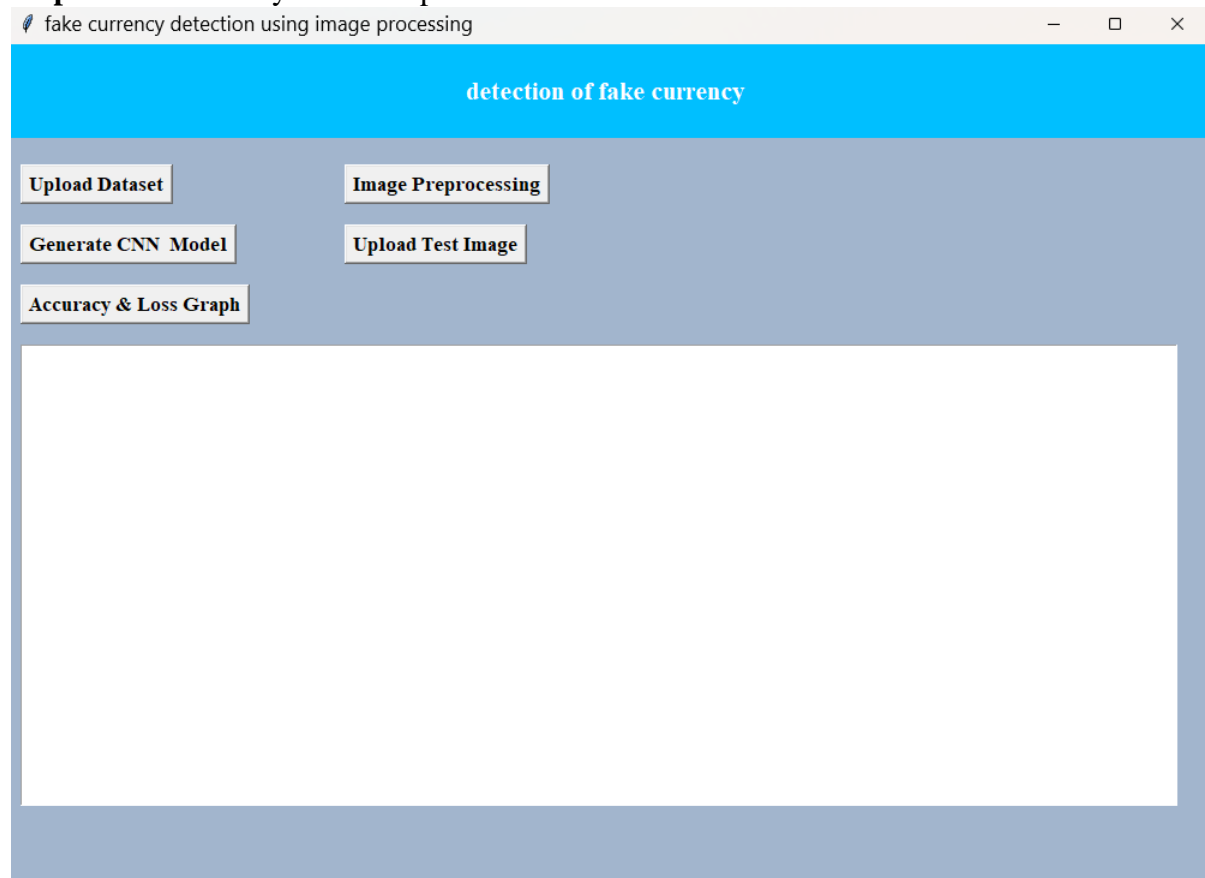 fake currency detection using image processing
detection of fake currency
Upload Dataset
Image Preprocessing
Generate CNN  Model
Upload Test Image
Accuracy & Loss Graph